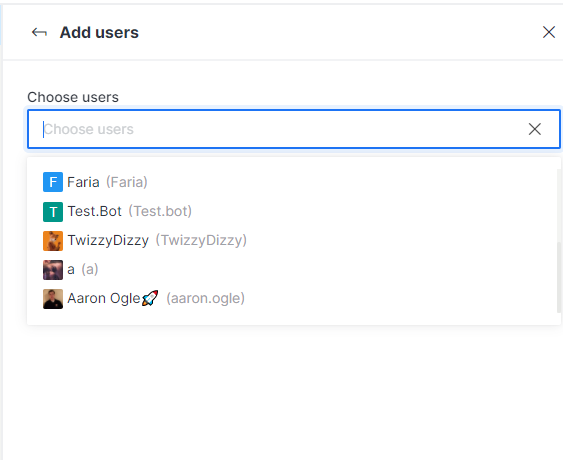 Add users
Choose users
Choose users
F Faria (Faria)
T Test.Bot (Test.bot)
TwizzyDizzy (TwizzyDizzy)
a (a)
Aaron Ogle🚀 (aaron.ogle)